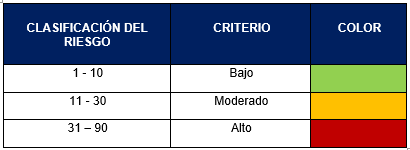 CLASIFICACIÓN DEL RIESGO CRITERIO COLOR
1 - 10 Bajo
11 - 30 Moderado
31 – 90 Alto